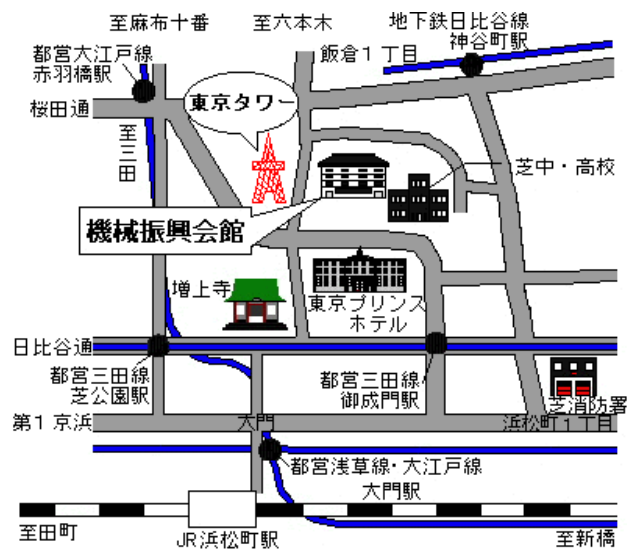 至麻布十番
至六本木
地下鉄日比谷線
神谷町駅
都営大江戸線
赤羽橋駅
飯倉1丁目
桜田通
東京タワー
至三田
芝中・高校
機械振興会館
増上寺
東京プリンス
ホテル
日比谷通
都営三田線
芝公園駅
都営三田線
御成門駅
芝消防署
第1京浜
大門
浜松町1丁目
都営浅草線・大江戸線
大門駅
至田町
JR浜松町駅
至新橋